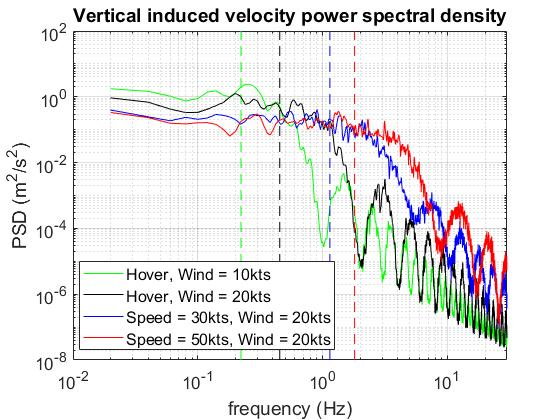 Vertical induced velocity power spectral density
10^2
10^0
10^-2
10^-4
10^-6
10^-8
PSD (m^2/s^2)
Hover, Wind = 10kts
Hover, Wind = 20kts
Speed = 30kts, Wind = 20kts
Speed = 50kts, Wind = 20kts
10^-2 10^-1 10^0 10^1
frequency (Hz)